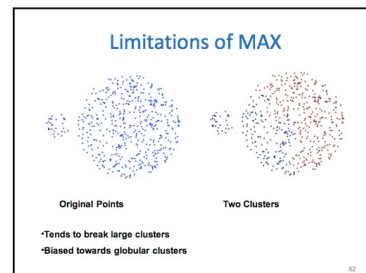 Limitations of MAX
Original Points
Two Clusters
•Tends to break large clusters
•Biased towards globular clusters
62